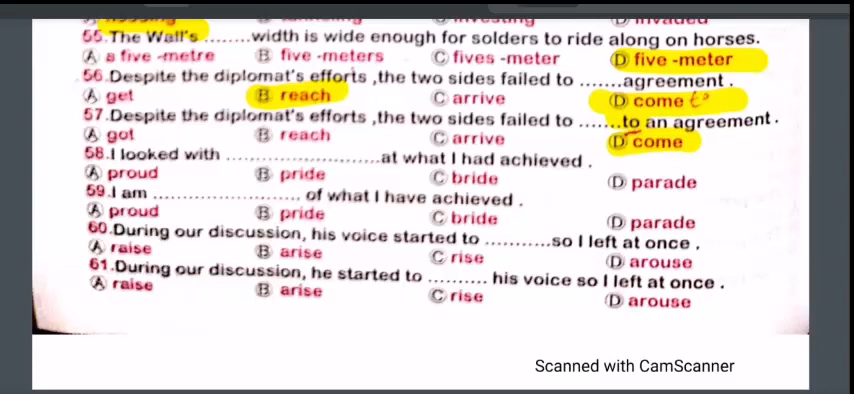 investing D invaded
55.The Wall's ........width is wide enough for solders to ride along on horses.
A a five -metre B five -meters C fives -meter D five -meter
56.Despite the diplomat's efforts ,the two sides failed to .......agreement .
A get B reach C arrive D come to
57.Despite the diplomat's efforts ,the two sides failed to .......to an agreement.
A got B reach C arrive D come
58.I looked with ........................at what I had achieved .
A proud B pride C bride D parade
59.I am ....................... of what I have achieved .
A proud B pride C bride D parade
60.During our discussion, his voice started to ...........so I left at once .
A raise B arise C rise D arouse
61.During our discussion, he started to .......... his voice so I left at once .
A raise B arise C rise D arouse
Scanned with CamScanner